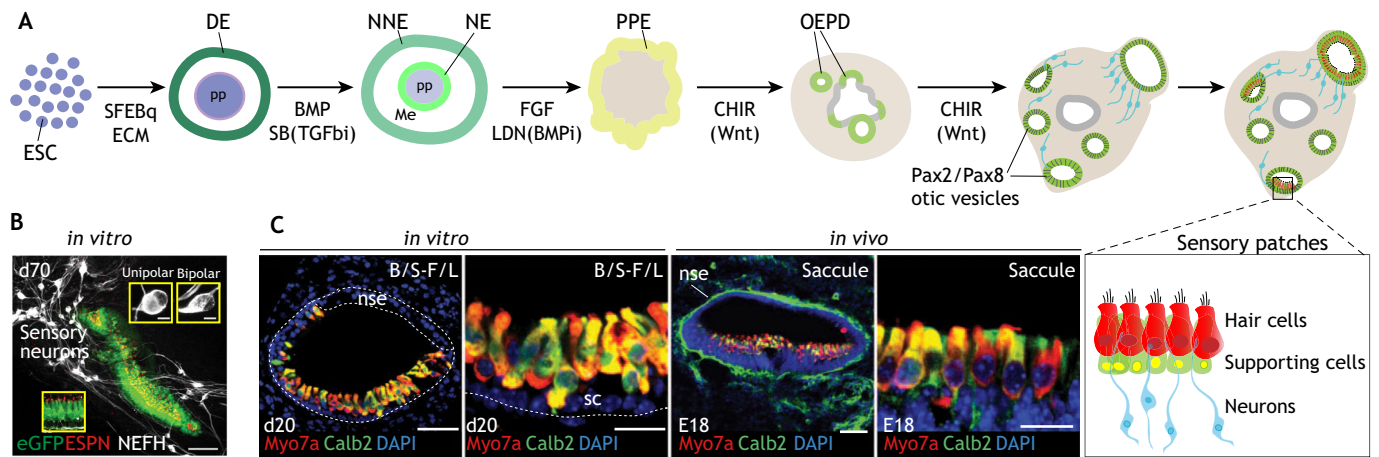 A
DE
NNE
NE
PPE
OEPD
pp
pp
Me
ESC
SFEBq
ECM
BMP
SB(TGFbi)
FGF
LDN(BMPi)
CHIR
(Wnt)
CHIR
(Wnt)
Pax2/Pax8
otic vesicles
B
in vitro
d70
Unipolar
Bipolar
Sensory
neurons
eGFP ESPN NEFH
C
in vitro
in vivo
B/S-F/L
nse
d20
Myo7a Calb2 DAPI
B/S-F/L
sc
d20
Myo7a Calb2 DAPI
nse
Saccule
E18
Myo7a Calb2 DAPI
Saccule
E18
Myo7a Calb2 DAPI
Sensory patches
Hair cells
Supporting cells
Neurons